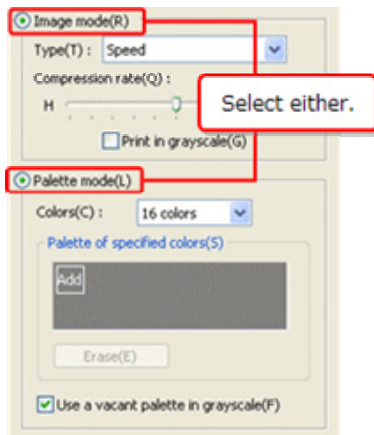 Image mode(R)
Type(T) : Speed
Compression rate(Q) :
H
Select either.
Print in grayscale(G)
Palette mode(L)
Colors(C) : 16 colors
Palette of specified colors(S)
Add
Erase(E)
Use a vacant palette in grayscale(F)